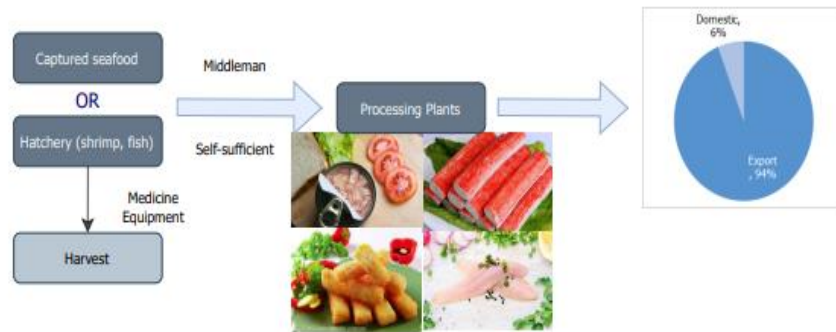 Captured seafood
OR
Hatchery (shrimp, fish)
Medicine
Equipment
Harvest
Middleman
Self-sufficient
Processing Plants
Domestic,
6%
Export
, 94%